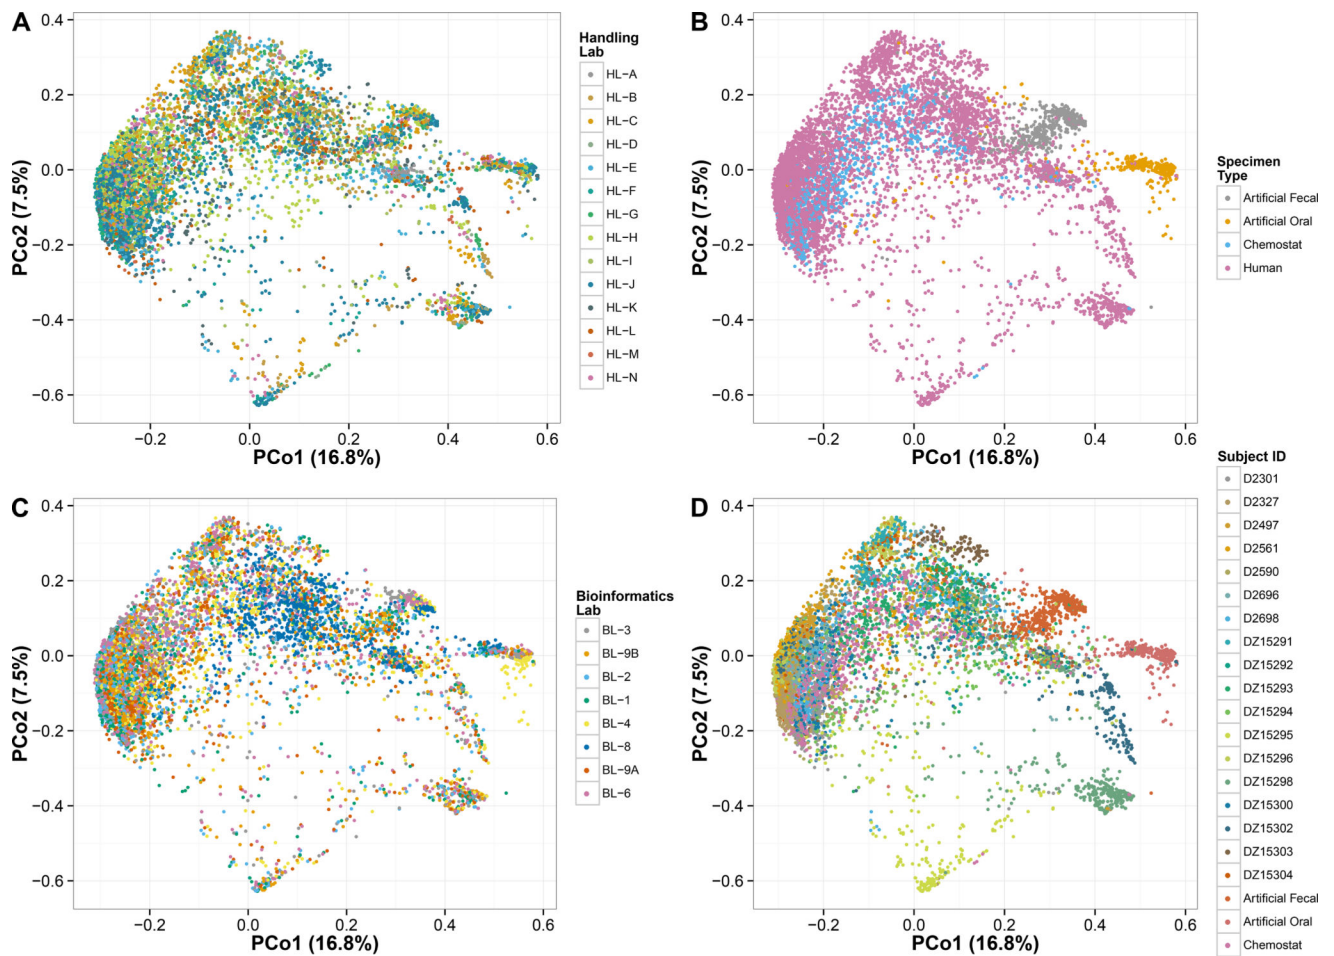 A
0.4
0.2
0.0
−0.2
−0.4
−0.6
PCo2 (7.5%)
−0.2
0.0
0.2
0.4
0.6
PCo1 (16.8%)
Handling
Lab
HL−A
HL−B
HL−C
HL−D
HL−E
HL−F
HL−G
HL−H
HL−I
HL−J
HL−K
HL−L
HL−M
HL−N
B
0.4
0.2
0.0
−0.2
−0.4
−0.6
PCo2 (7.5%)
−0.2
0.0
0.2
0.4
0.6
PCo1 (16.8%)
Specimen
Type
Artificial Fecal
Artificial Oral
Chemostat
Human
C
0.4
0.2
0.0
−0.2
−0.4
−0.6
PCo2 (7.5%)
−0.2
0.0
0.2
0.4
0.6
PCo1 (16.8%)
Bioinformatics
Lab
BL−3
BL−9B
BL−2
BL−1
BL−4
BL−8
BL−9A
BL−6
D
0.4
0.2
0.0
−0.2
−0.4
−0.6
PCo2 (7.5%)
−0.2
0.0
0.2
0.4
0.6
PCo1 (16.8%)
Subject ID
D2301
D2327
D2497
D2561
D2590
D2696
D2698
DZ15291
DZ15292
DZ15293
DZ15294
DZ15295
DZ15296
DZ15298
DZ15300
DZ15302
DZ15303
DZ15304
Artificial Fecal
Artificial Oral
Chemostat